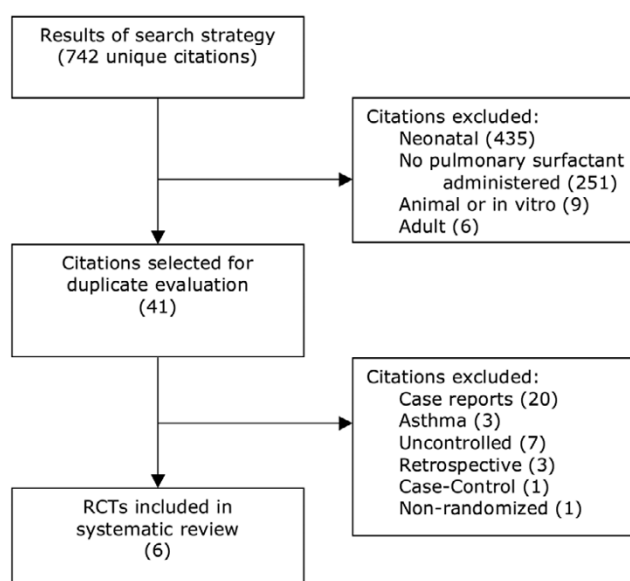 Results of search strategy
(742 unique citations)
Citations excluded:
Neonatal (435)
No pulmonary surfactant
administered (251)
Animal or in vitro (9)
Adult (6)
Citations selected for
duplicate evaluation
(41)
Citations excluded:
Case reports (20)
Asthma (3)
Uncontrolled (7)
Retrospective (3)
Case-Control (1)
Non-randomized (1)
RCTs included in
systematic review
(6)